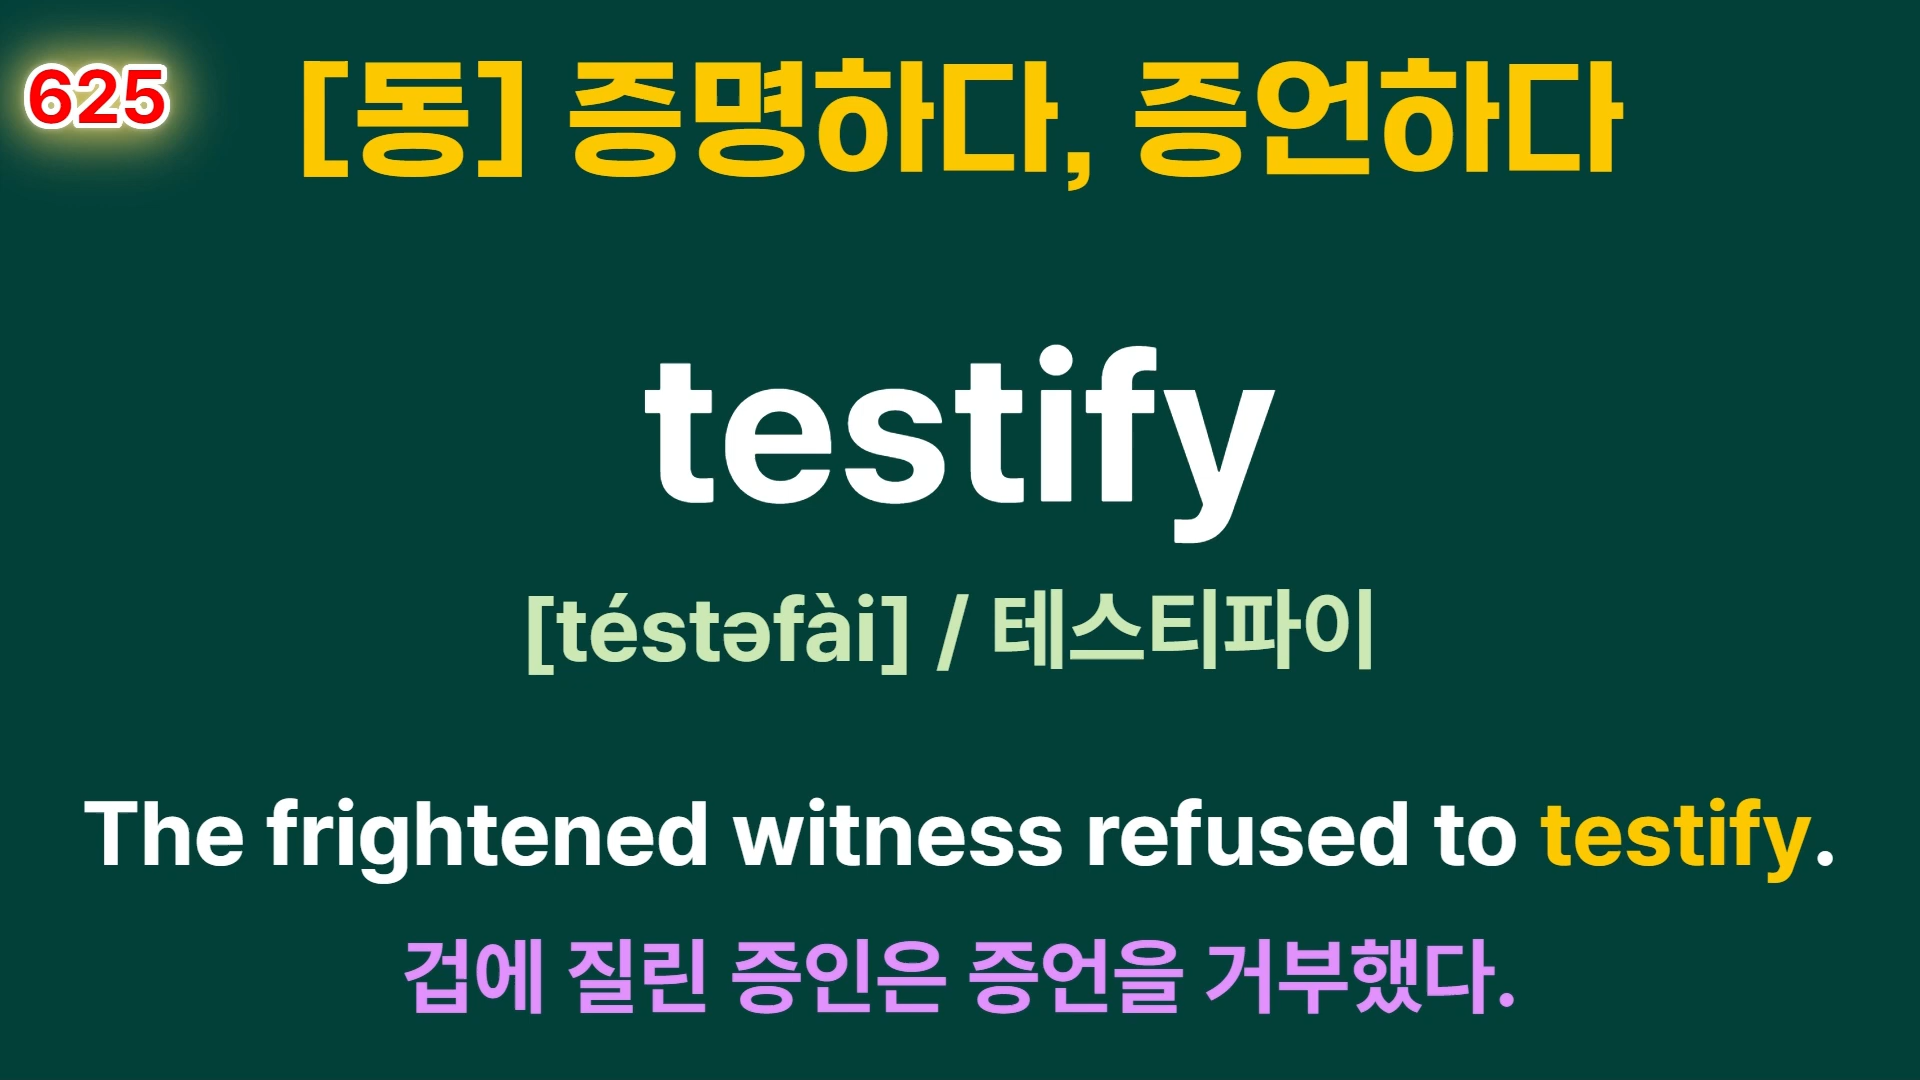 625
[동] 증명하다, 증언하다
testify
[téstəfài] / 테스티파이
The frightened witness refused to testify.
겁에 질린 증인은 증언을 거부했다.